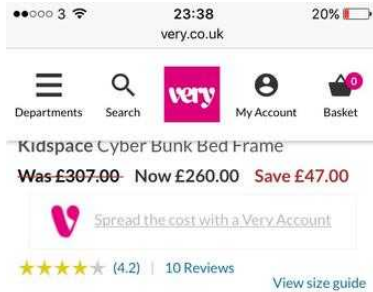 3 23:38 20%
very.co.uk
very 0
Departments Search My Account Basket
Kidspace Cyber Bunk Bed Frame
Was £307.00 Now £260.00 Save £47.00
Spread the cost with a Very Account
(4.2) | 10 Reviews
View size guide